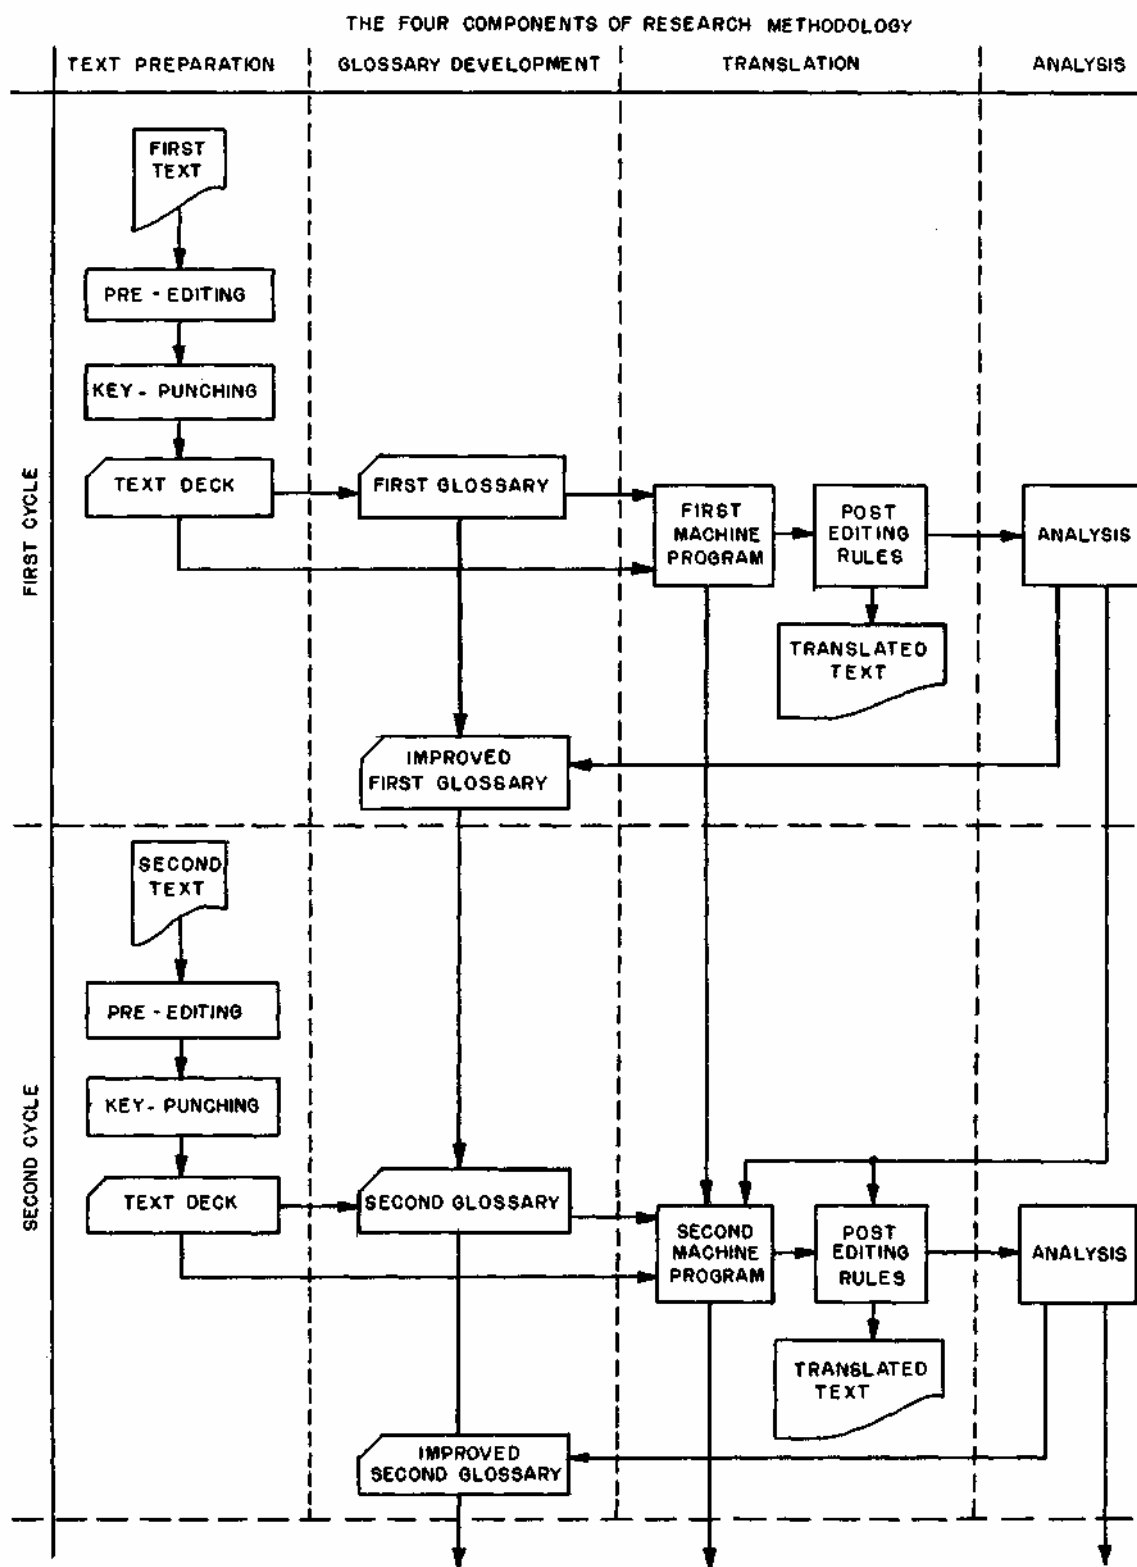 THE FOUR COMPONENTS OF RESEARCH METHODOLOGY
TEXT PREPARATION
GLOSSARY DEVELOPMENT
TRANSLATION
ANALYSIS
FIRST CYCLE
FIRST
TEXT
PRE - EDITING
KEY - PUNCHING
TEXT DECK
FIRST GLOSSARY
FIRST
MACHINE
PROGRAM
POST
EDITING
RULES
ANALYSIS
TRANSLATED
TEXT
IMPROVED
FIRST GLOSSARY
SECOND CYCLE
SECOND
TEXT
PRE - EDITING
KEY - PUNCHING
TEXT DECK
SECOND GLOSSARY
SECOND
MACHINE
PROGRAM
POST
EDITING
RULES
ANALYSIS
TRANSLATED
TEXT
IMPROVED
SECOND GLOSSARY